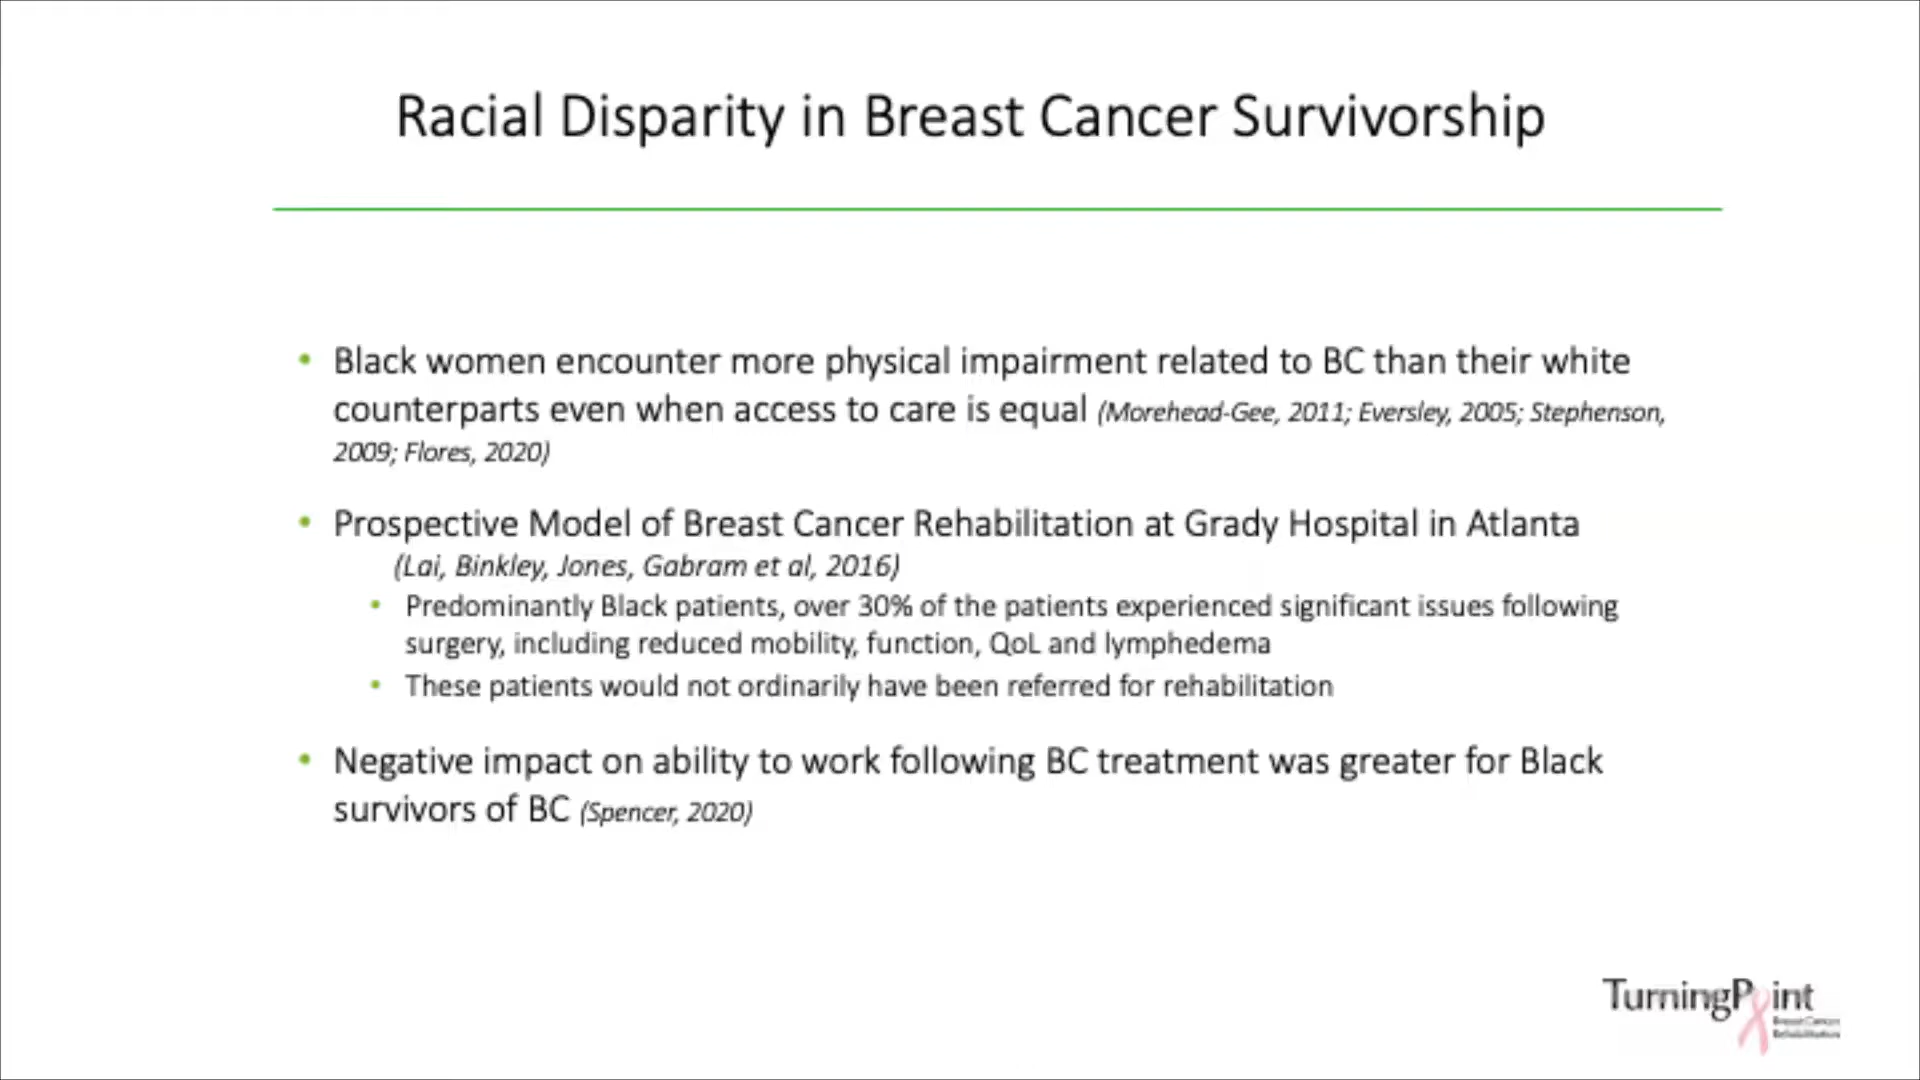 Racial Disparity in Breast Cancer Survivorship
• Black women encounter more physical impairment related to BC than their white
counterparts even when access to care is equal (Morehead-Gee, 2011; Eversley, 2005; Stephenson,
2009; Flores, 2020)
• Prospective Model of Breast Cancer Rehabilitation at Grady Hospital in Atlanta
(Lai, Binkley, Jones, Gabram et al, 2016)
• Predominantly Black patients, over 30% of the patients experienced significant issues following
surgery, including reduced mobility, function, QoL and lymphedema
• These patients would not ordinarily have been referred for rehabilitation
• Negative impact on ability to work following BC treatment was greater for Black
survivors of BC (Spencer, 2020)
TurningPoint
Breast Cancer
Rehabilitation